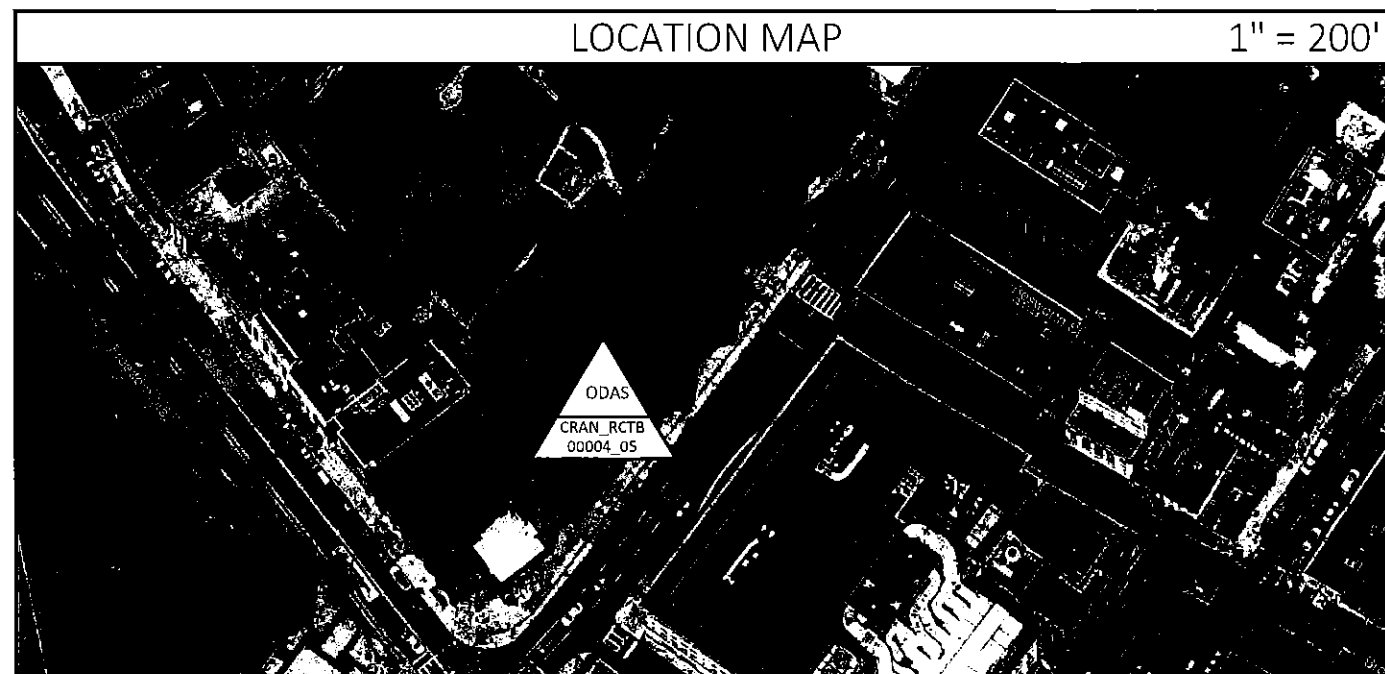 LOCATION MAP
1" = 200'
ODAS
CRAN_RCTB
00004_05